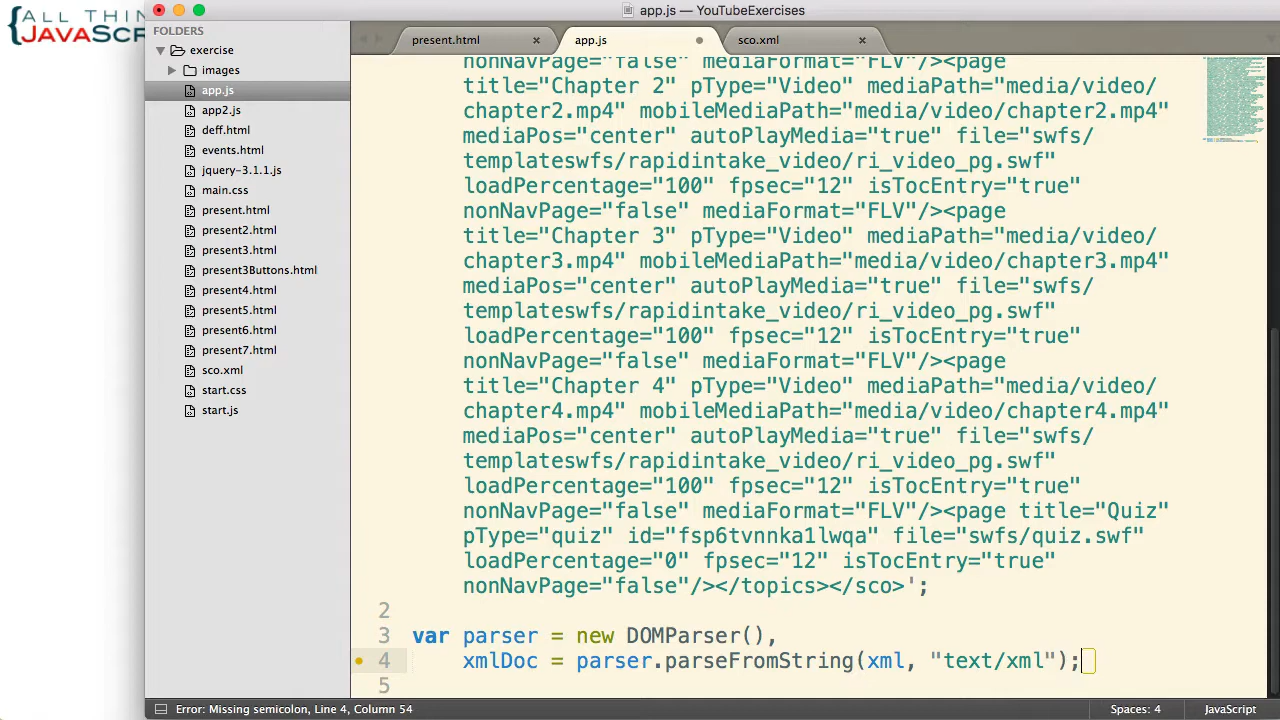 {ALL THIN
JAVASCR
app.js — YouTubeExercises
FOLDERS
exercise
images
app.js
app2.js
deff.html
events.html
jquery-3.1.1.js
main.css
present.html
present2.html
present3.html
present3Buttons.html
present4.html
present5.html
present6.html
present7.html
sco.xml
start.css
start.js
present.html × app.js sco.xml ×
nonNavPage="false" mediaFormat="FLV"/><page
title="Chapter 2" pType="Video" mediaPath="media/video/
chapter2.mp4" mobileMediaPath="media/video/chapter2.mp4"
mediaPos="center" autoPlayMedia="true" file="swfs/
templateswfs/rapidintake_video/ri_video_pg.swf"
loadPercentage="100" fpsec="12" isTocEntry="true"
nonNavPage="false" mediaFormat="FLV"/><page
title="Chapter 3" pType="Video" mediaPath="media/video/
chapter3.mp4" mobileMediaPath="media/video/chapter3.mp4"
mediaPos="center" autoPlayMedia="true" file="swfs/
templateswfs/rapidintake_video/ri_video_pg.swf"
loadPercentage="100" fpsec="12" isTocEntry="true"
nonNavPage="false" mediaFormat="FLV"/><page
title="Chapter 4" pType="Video" mediaPath="media/video/
chapter4.mp4" mobileMediaPath="media/video/chapter4.mp4"
mediaPos="center" autoPlayMedia="true" file="swfs/
templateswfs/rapidintake_video/ri_video_pg.swf"
loadPercentage="100" fpsec="12" isTocEntry="true"
nonNavPage="false" mediaFormat="FLV"/><page title="Quiz"
pType="quiz" id="fsp6tvnnka1lwqa" file="swfs/quiz.swf"
loadPercentage="0" fpsec="12" isTocEntry="true"
nonNavPage="false"/></topics></sco>';
2
3 var parser = new DOMParser(),
4 xmlDoc = parser.parseFromString(xml, "text/xml");
5
Error: Missing semicolon, Line 4, Column 54 Spaces: 4 JavaScript